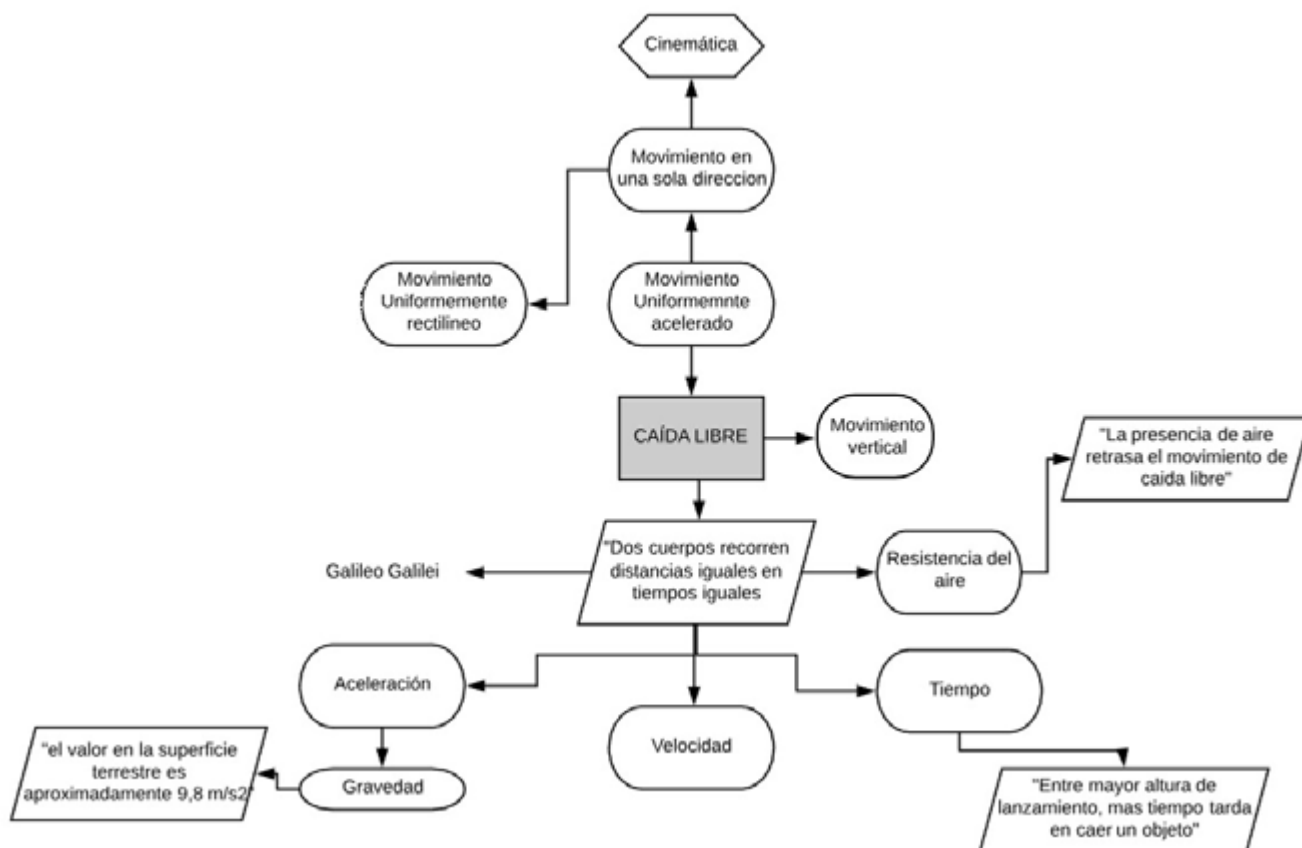 Cinemática
Movimiento en
una sola direccion
Movimiento
Uniformemente
rectilineo
Movimiento
Uniformemnte
acelerado
CAÍDA LIBRE
Movimiento
vertical
"La presencia de aire
retrasa el movimiento de
caida libre"
"Dos cuerpos recorren
distancias iguales en
tiempos iguales
Galileo Galilei
Resistencia del
aire
Aceleración
Velocidad
Tiempo
"el valor en la superficie
terrestre es
aproximadamente 9,8 m/s2"
Gravedad
"Entre mayor altura de
lanzamiento, mas tiempo tarda
en caer un objeto"